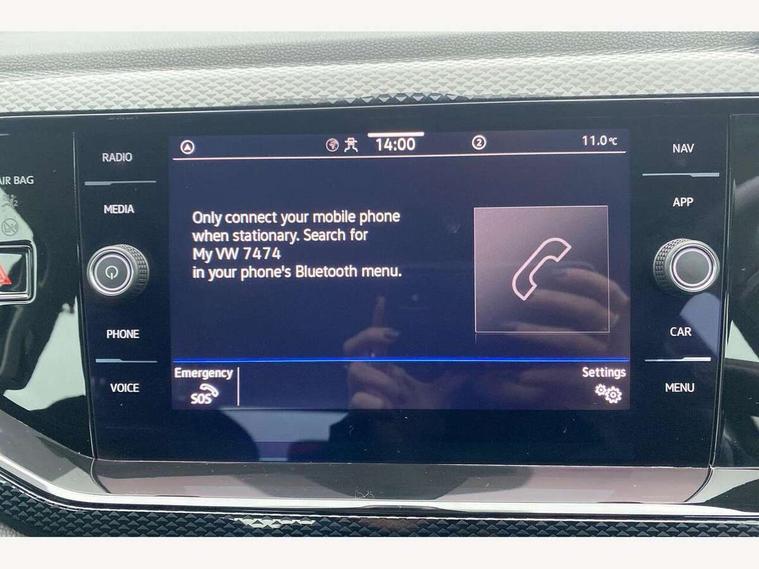 RADIO
MEDIA
PHONE
VOICE
AIR BAG
14:00
2
11.0°C
Only connect your mobile phone
when stationary. Search for
My VW 7474
in your phone's Bluetooth menu.
Emergency
SOS
Settings
NAV
APP
CAR
MENU